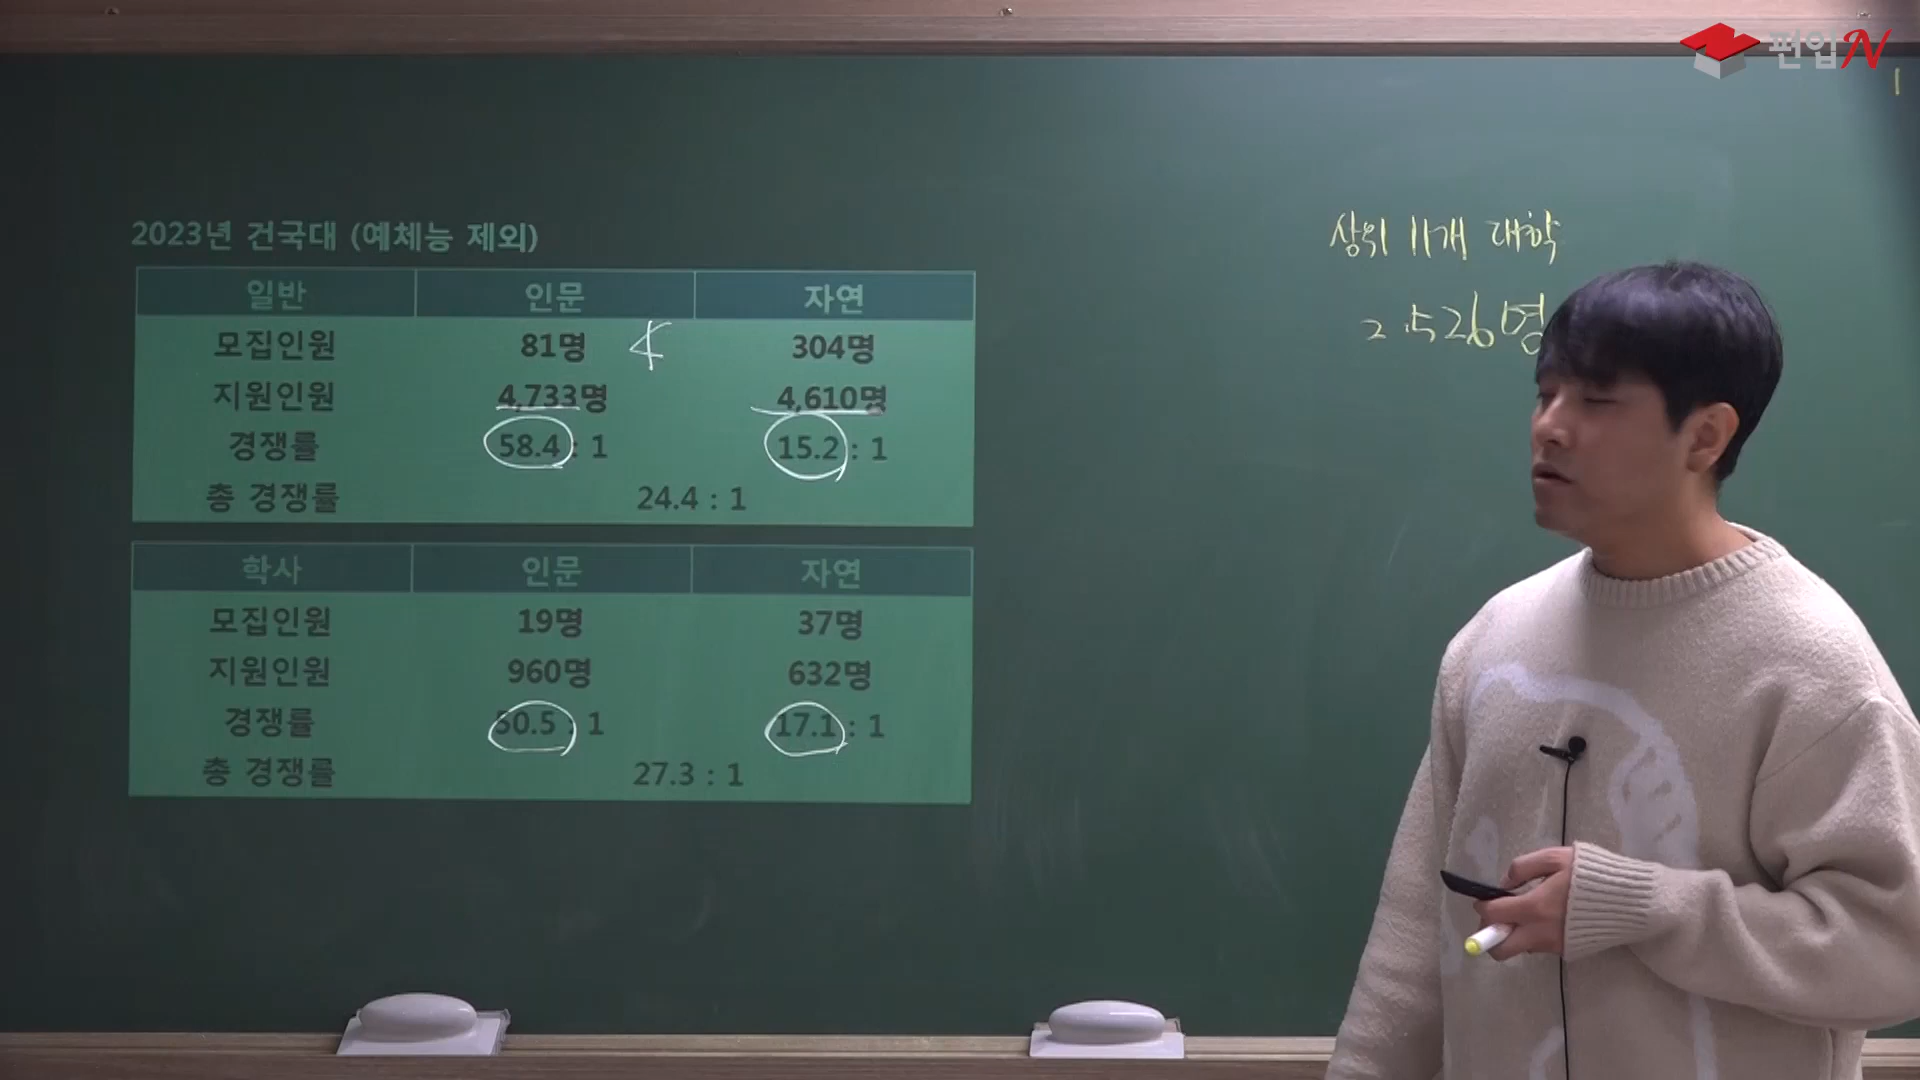 편입N
2023년 건국대 (예체능 제외)
일반 인문 자연
모집인원 81명 304명
지원인원 4,733명 4,610명
경쟁률 58.4 : 1 15.2 : 1
총 경쟁률 24.4 : 1
학사 인문 자연
모집인원 19명 37명
지원인원 960명 632명
경쟁률 50.5 : 1 17.1 : 1
총 경쟁률 27.3 : 1
상위 11개 대학
2.526명